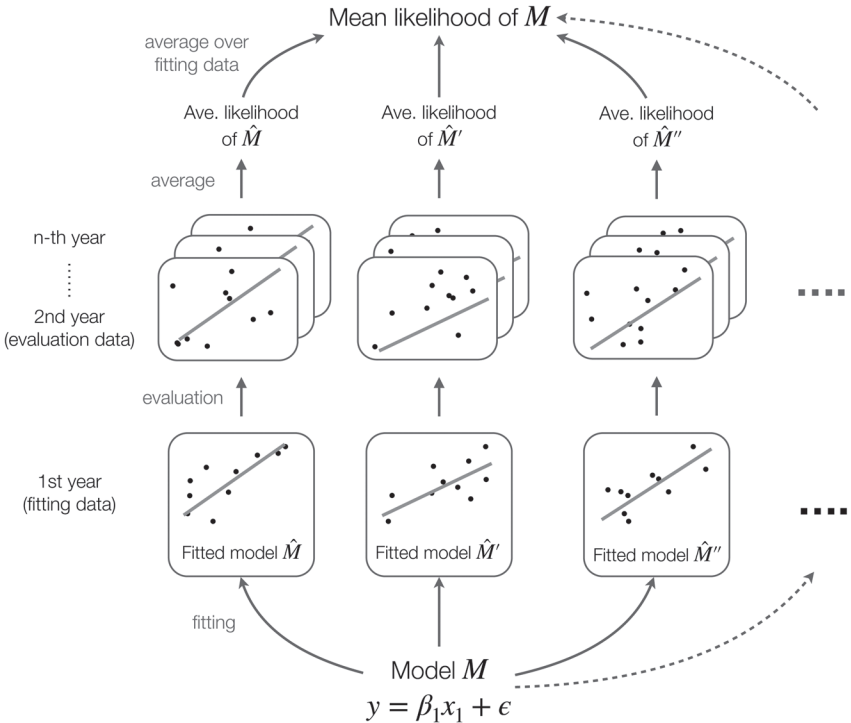 Mean likelihood of M
average over
fitting data
Ave. likelihood
of M̂
Ave. likelihood
of M̂′
Ave. likelihood
of M̂″
average
n-th year
2nd year
(evaluation data)
evaluation
1st year
(fitting data)
Fitted model M̂
Fitted model M̂′
Fitted model M̂″
fitting
Model M
y = β₁x₁ + ϵ